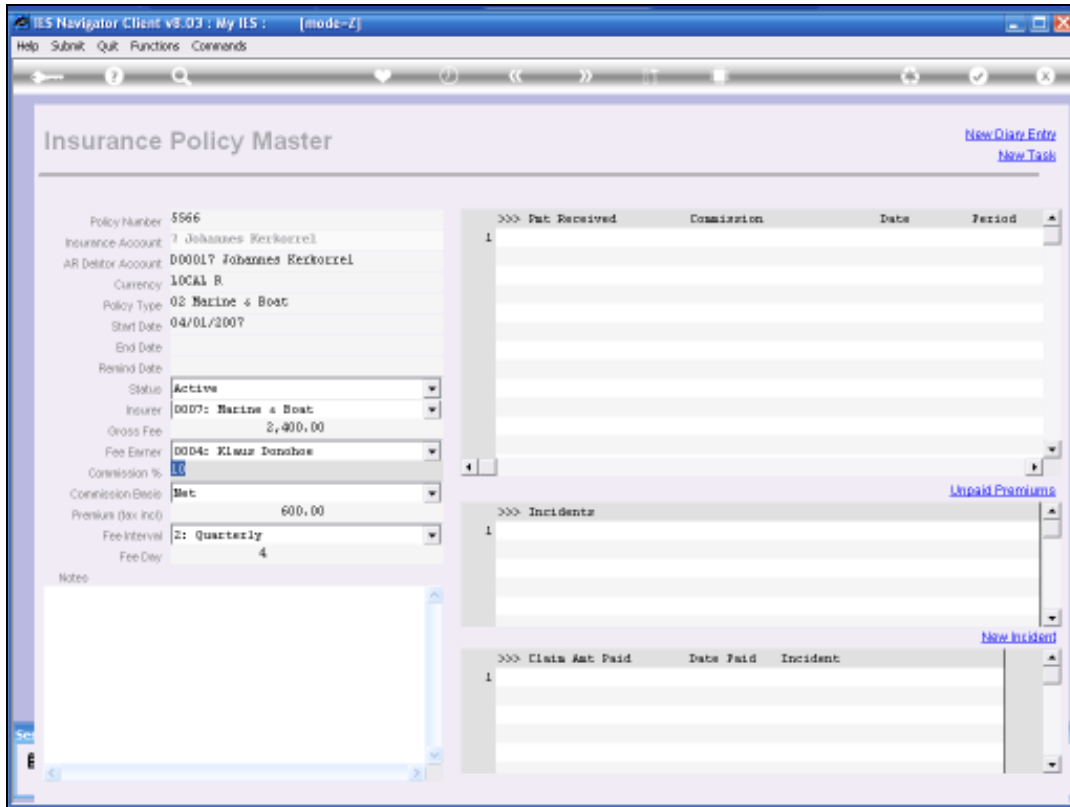 IES Navigator Client v8.03 : My IES : [mode-Z]
Help Submit Quit Functions Commands
Insurance Policy Master
New Diary Entry
New Task
Policy Number 5566
Insurance Account 7 Johannes Kerkorrel
AR Debtor Account D00017 Johannes Kerkorrel
Currency LOCAL R
Policy Type 02 Marine & Boat
Start Date 04/01/2007
End Date
Remind Date
Status Active
Insurer 0007: Marine & Boat
Gross Fee 2,400.00
Fee Earner 0004: Klaus Donohoe
Commission % 10
Commission Basis Net
Premium (tax incl) 600.00
Fee Interval 2: Quarterly
Fee Day 4
Notes
>>> Pmt Received Commission Date Period
1
Unpaid Premiums
>>> Incidents
1
New Incident
>>> Claim Amt Paid Date Paid Incident
1